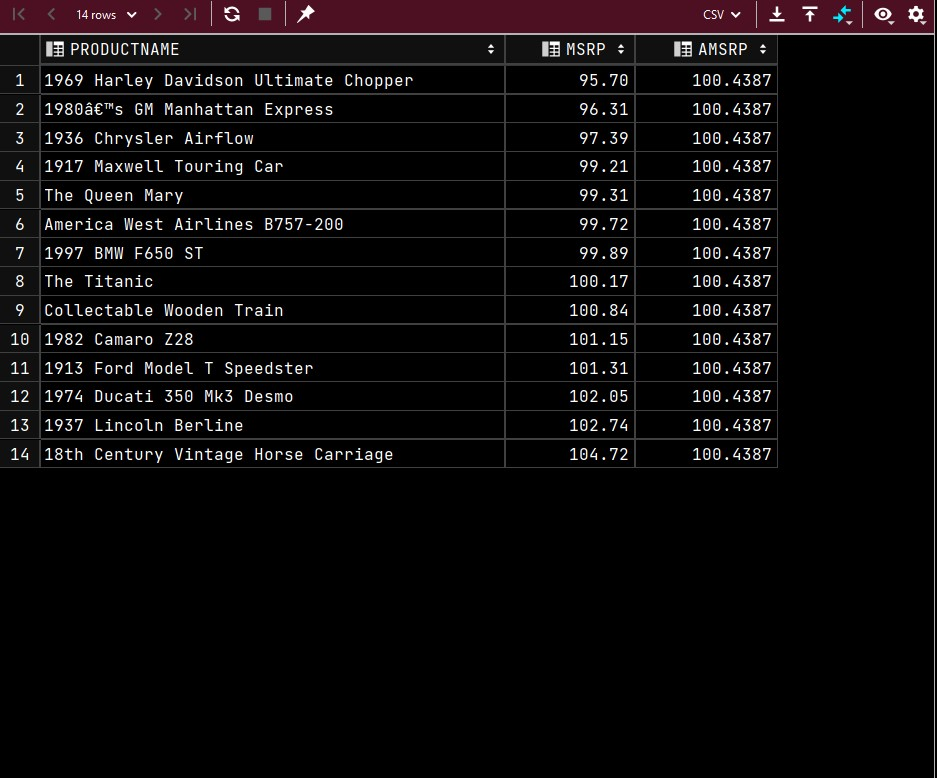 14 rows CSV
PRODUCTNAME MSRP AMSRP
1 1969 Harley Davidson Ultimate Chopper 95.70 100.4387
2 1980â€™s GM Manhattan Express 96.31 100.4387
3 1936 Chrysler Airflow 97.39 100.4387
4 1917 Maxwell Touring Car 99.21 100.4387
5 The Queen Mary 99.31 100.4387
6 America West Airlines B757-200 99.72 100.4387
7 1997 BMW F650 ST 99.89 100.4387
8 The Titanic 100.17 100.4387
9 Collectable Wooden Train 100.84 100.4387
10 1982 Camaro Z28 101.15 100.4387
11 1913 Ford Model T Speedster 101.31 100.4387
12 1974 Ducati 350 Mk3 Desmo 102.05 100.4387
13 1937 Lincoln Berline 102.74 100.4387
14 18th Century Vintage Horse Carriage 104.72 100.4387